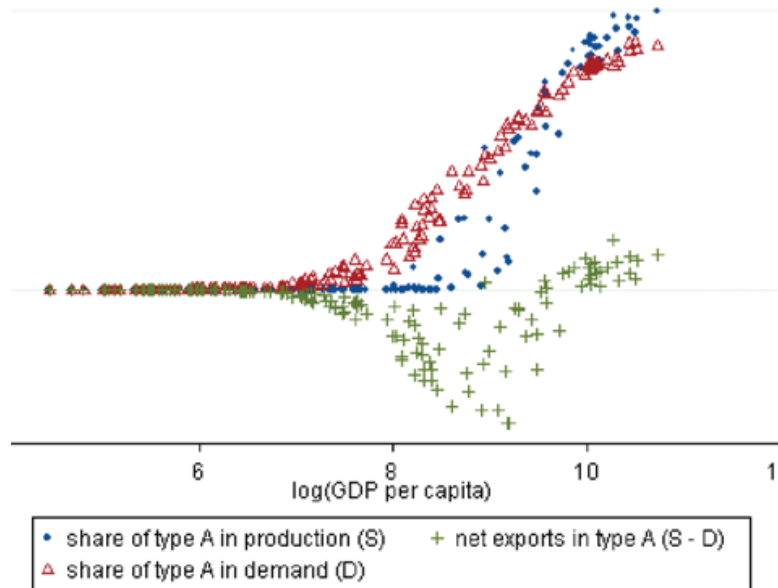 6 8 10 1
log(GDP per capita)
share of type A in production (S) net exports in type A (S - D)
share of type A in demand (D)